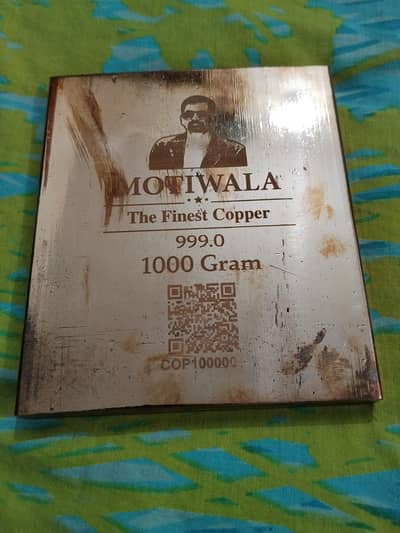 MOTIWALA
The Finest Copper
999.0
1000 Gram
COP100000